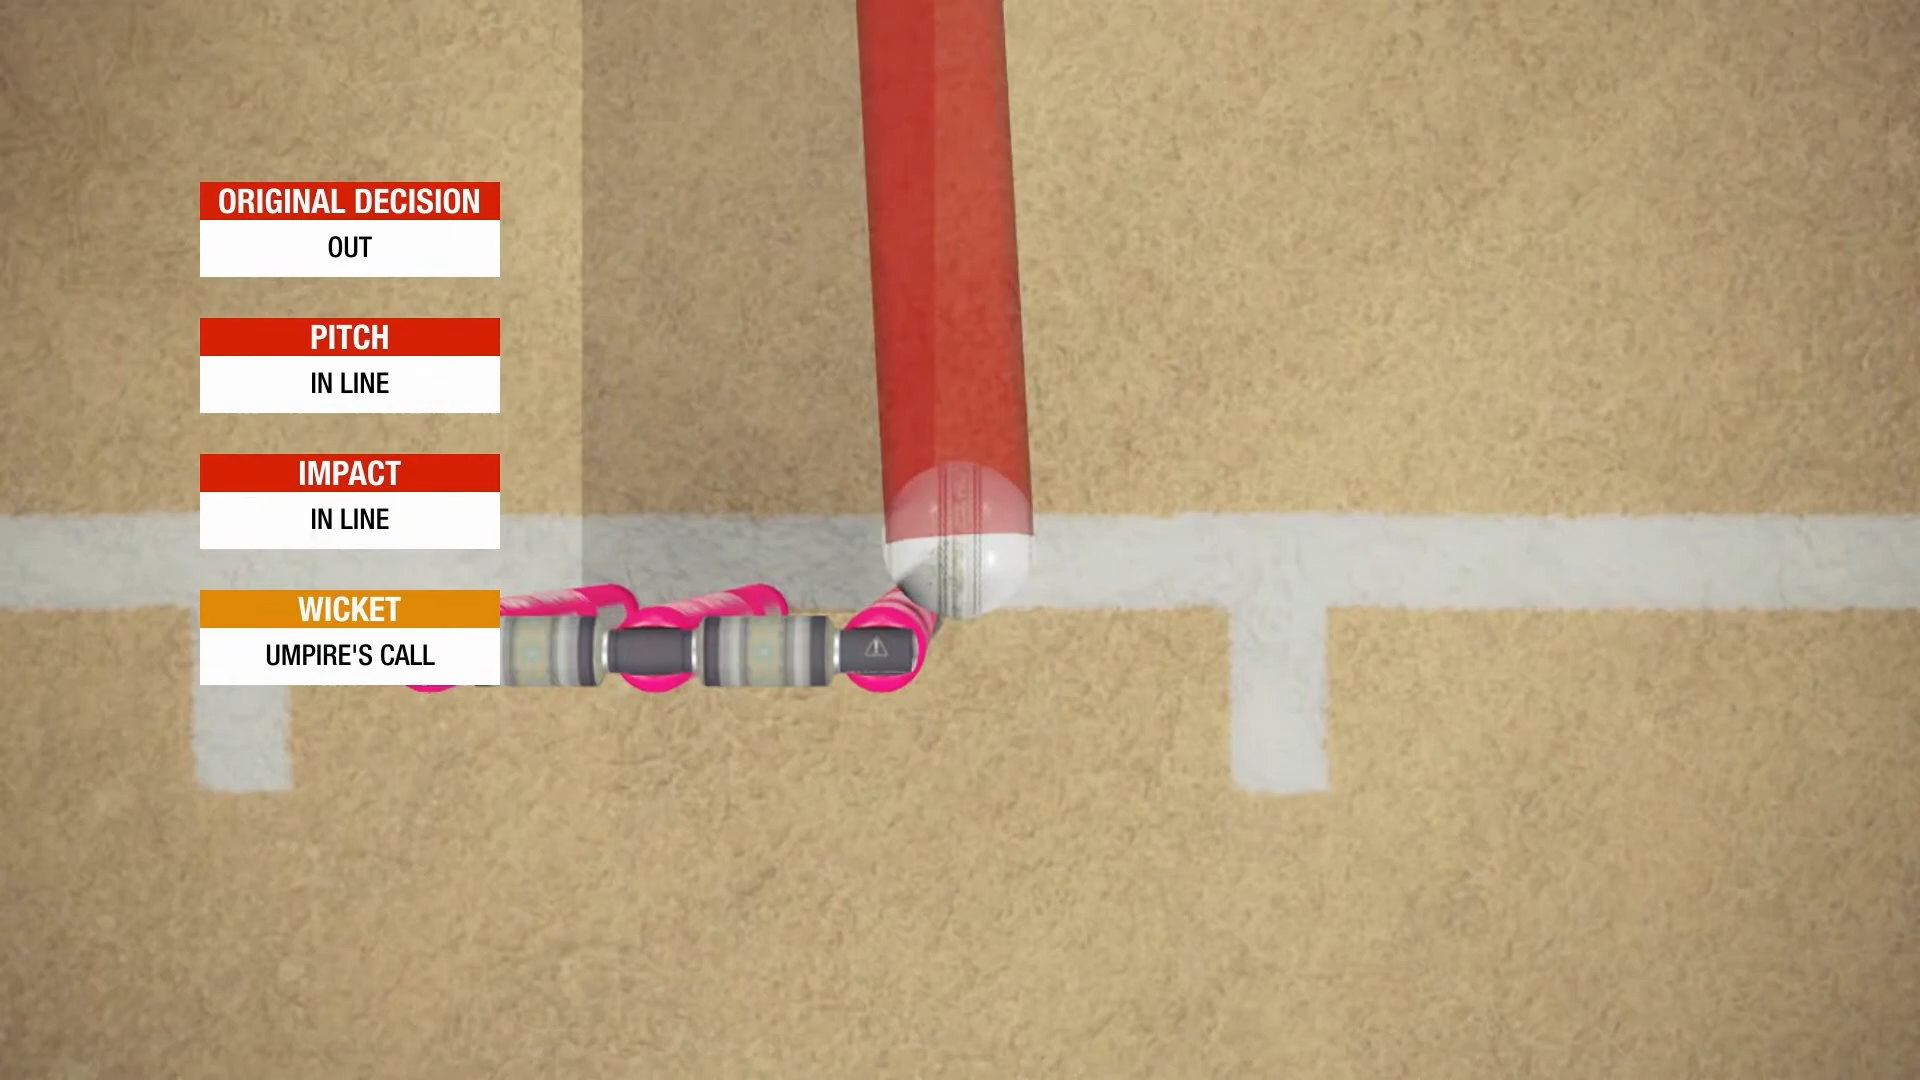 ORIGINAL DECISION
OUT
PITCH
IN LINE
IMPACT
IN LINE
WICKET
UMPIRE'S CALL